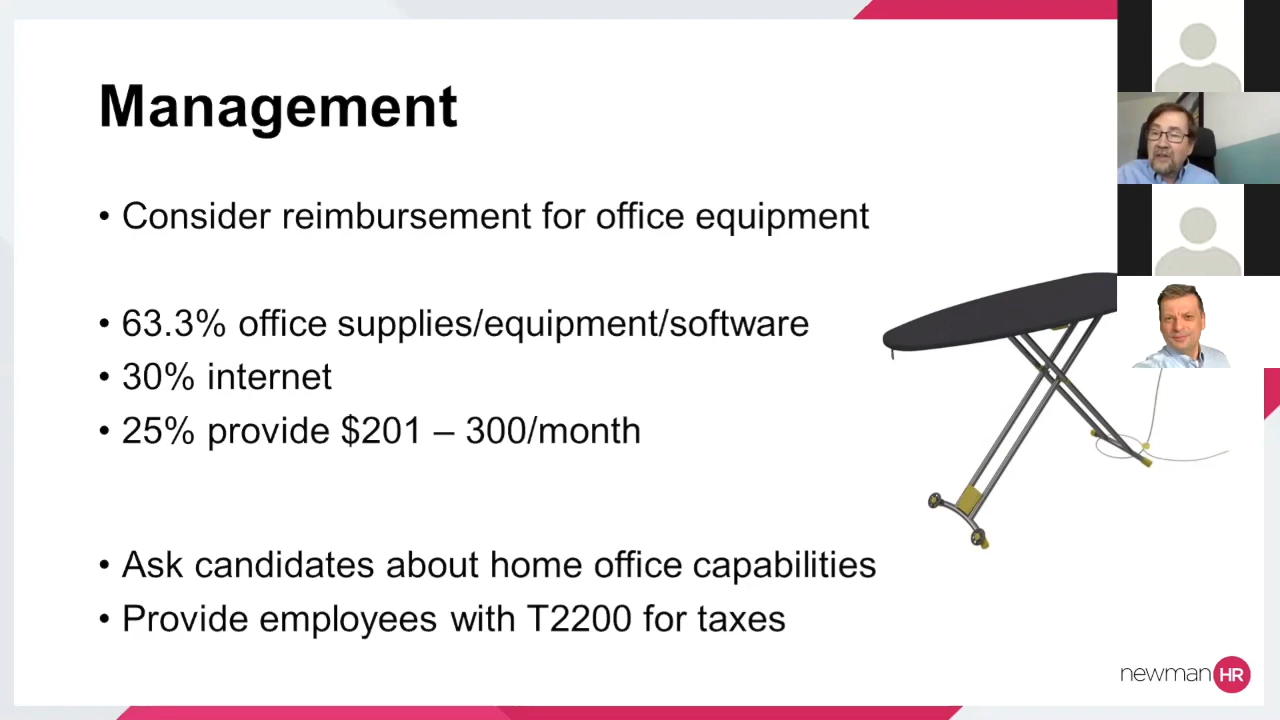 Management
• Consider reimbursement for office equipment
• 63.3% office supplies/equipment/software
• 30% internet
• 25% provide $201 – 300/month
• Ask candidates about home office capabilities
• Provide employees with T2200 for taxes
newman HR